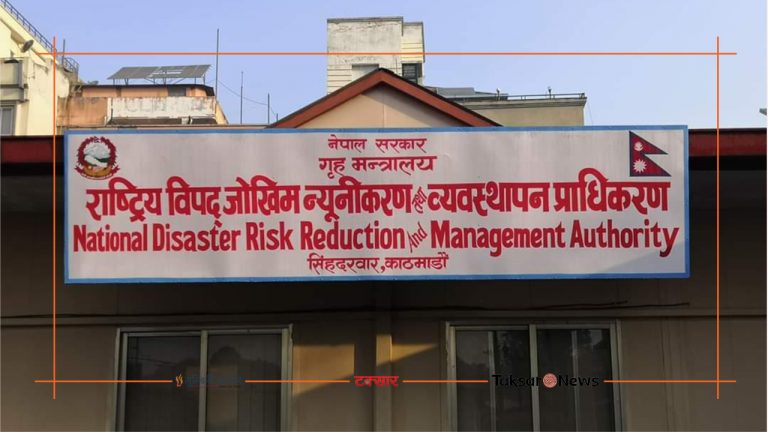 नेपाल सरकार
गृह मन्त्रालय
राष्ट्रिय विपद् जोखिम न्यूनीकरण तथा व्यवस्थापन प्राधिकरण
National Disaster Risk Reduction And Management Authority
सिंहदरवार, काठमाडौं
टक्सार Tuksar News